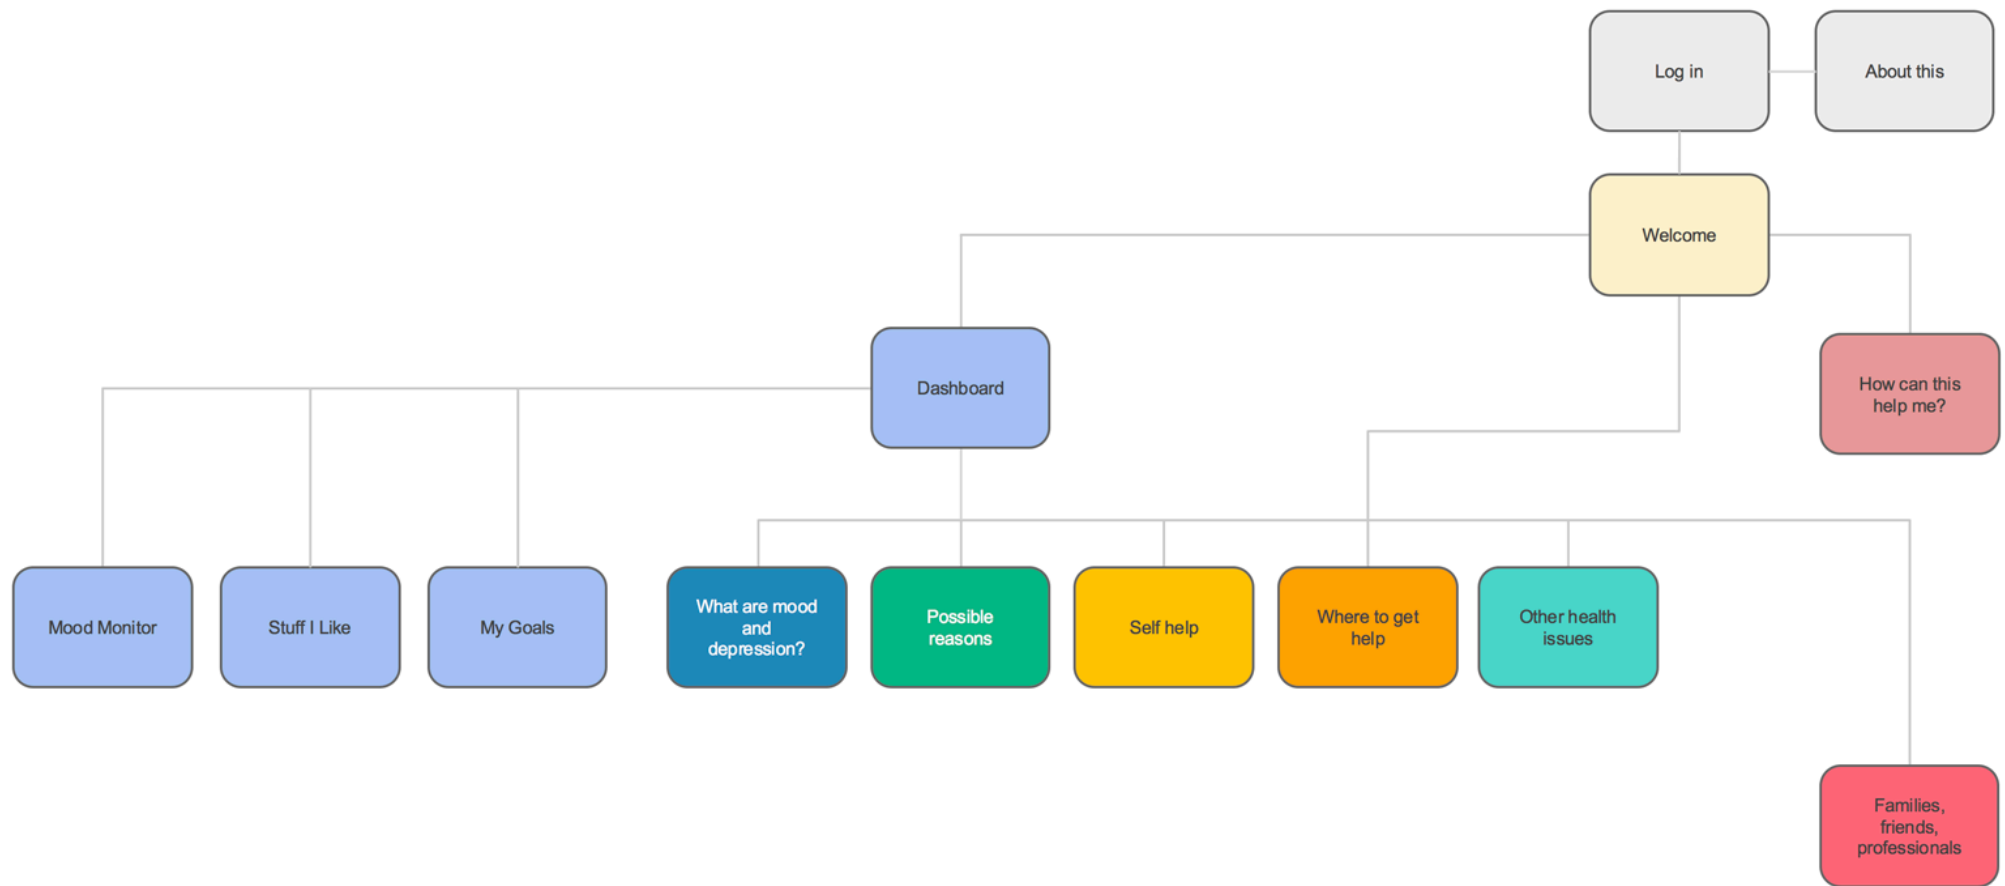 Log in
About this
Welcome
Dashboard
How can this
help me?
Mood Monitor
Stuff I Like
My Goals
What are mood
and
depression?
Possible
reasons
Self help
Where to get
help
Other health
issues
Families,
friends,
professionals